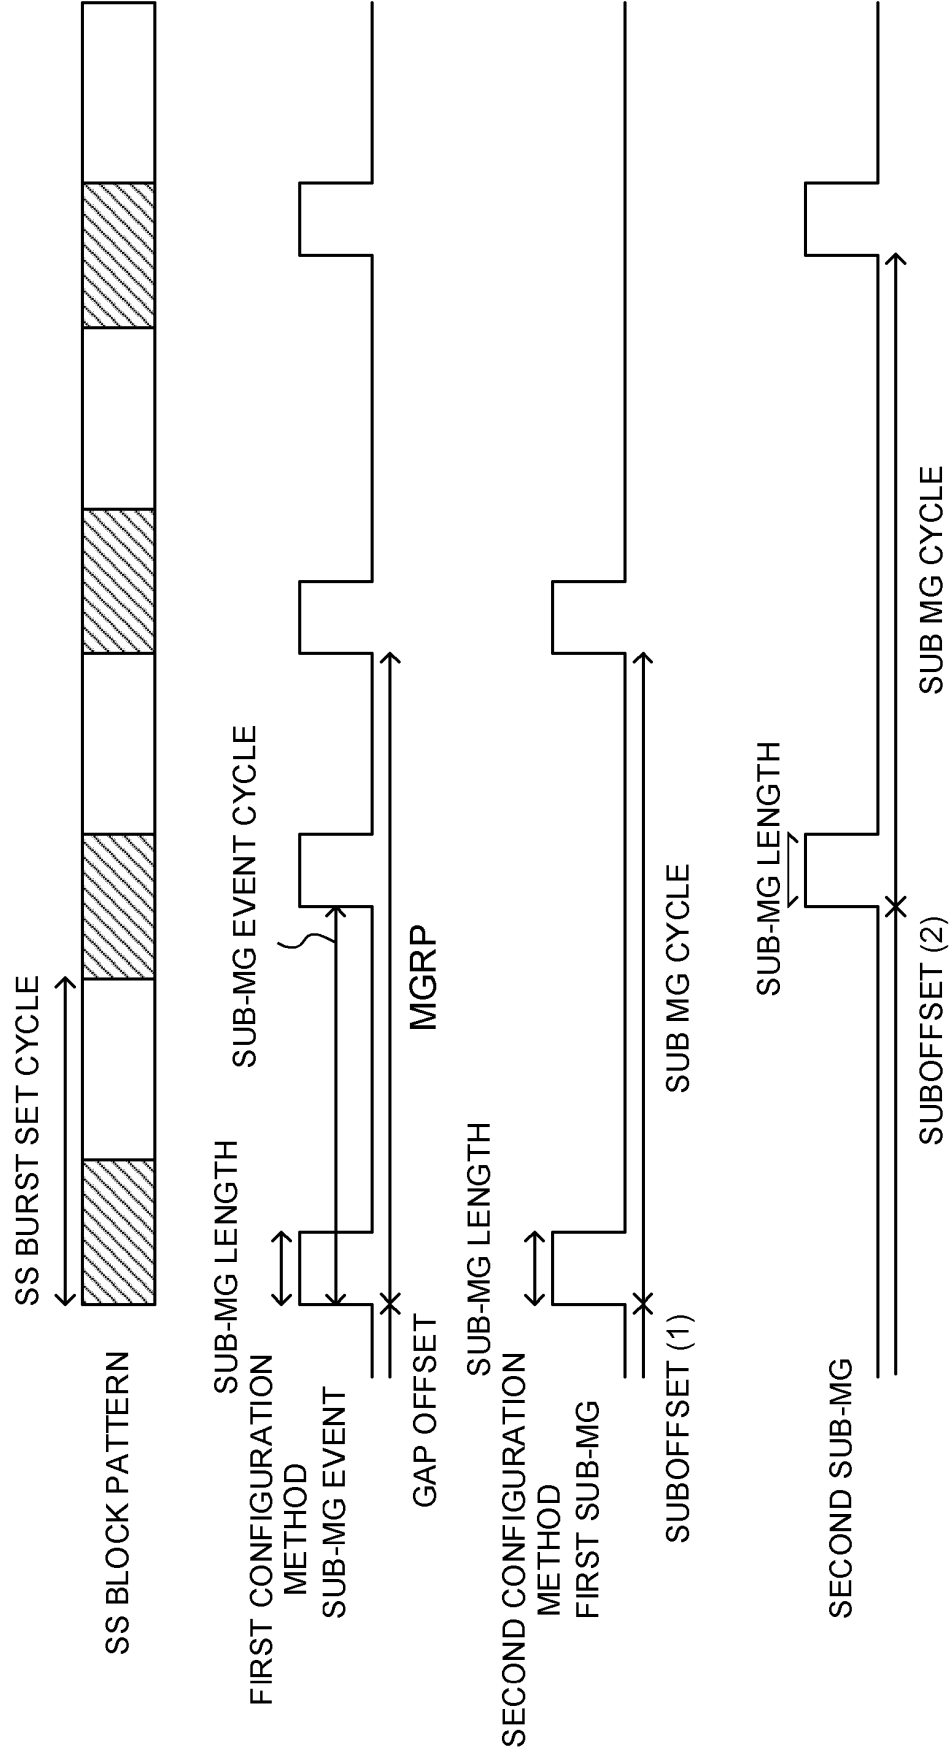 SS BURST SET CYCLE
SS BLOCK PATTERN
SUB-MG LENGTH
SUB-MG EVENT CYCLE
FIRST CONFIGURATION
METHOD
SUB-MG EVENT
GAP OFFSET
MGRP
SUB-MG LENGTH
SECOND CONFIGURATION
METHOD
FIRST SUB-MG
SUBOFFSET (1)
SUB MG CYCLE
SUB-MG LENGTH
SECOND SUB-MG
SUBOFFSET (2)
SUB MG CYCLE